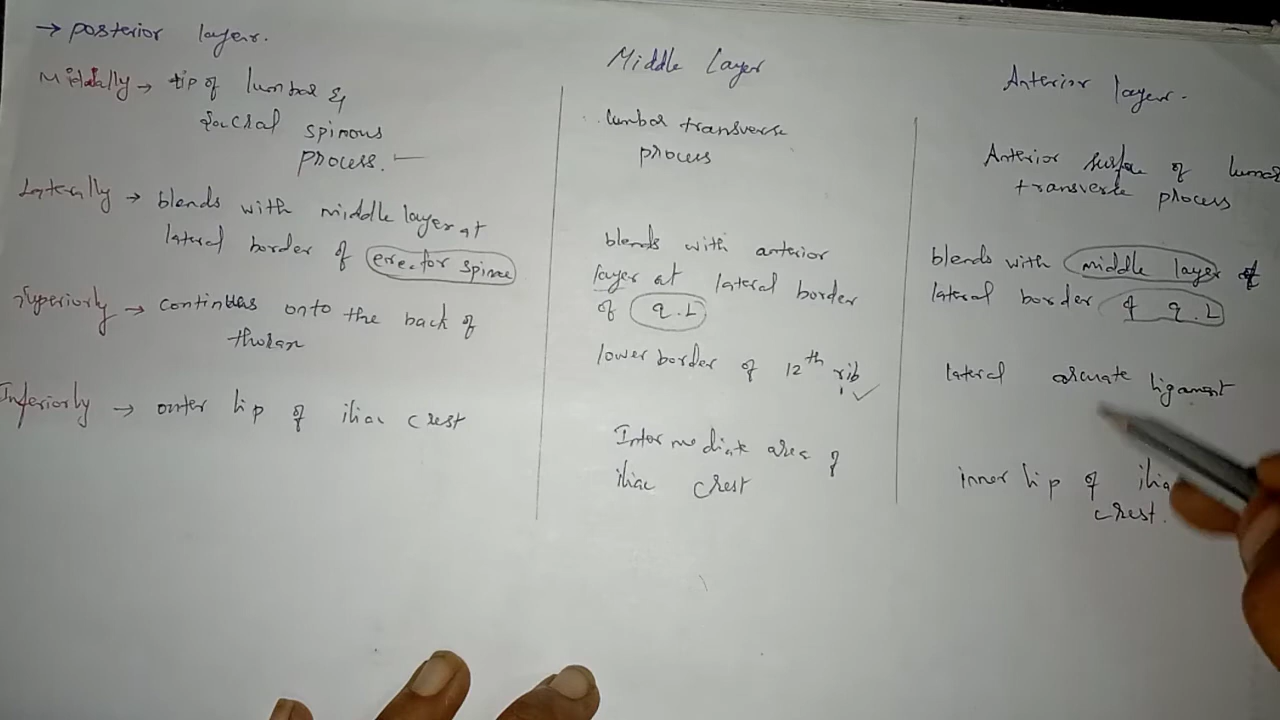 → posterior layer.
Midially → tip of lumbar &
sacral spinous
process.
Laterally → blends with middle layer at
lateral border of erector spinae
Superiorly → continues onto the back of
thorax
Inferiorly → outer lip of iliac crest
Middle Layer
lumbar transverse
process
blends with anterior
layer at lateral border
of q.L
lower border of 12th rib
Intermediate area of
iliac crest
Anterior layer.
Anterior surface of lumbar
transverse process
blends with middle layer at
lateral border of q.L
lateral arcuate ligament
inner lip of
crest.